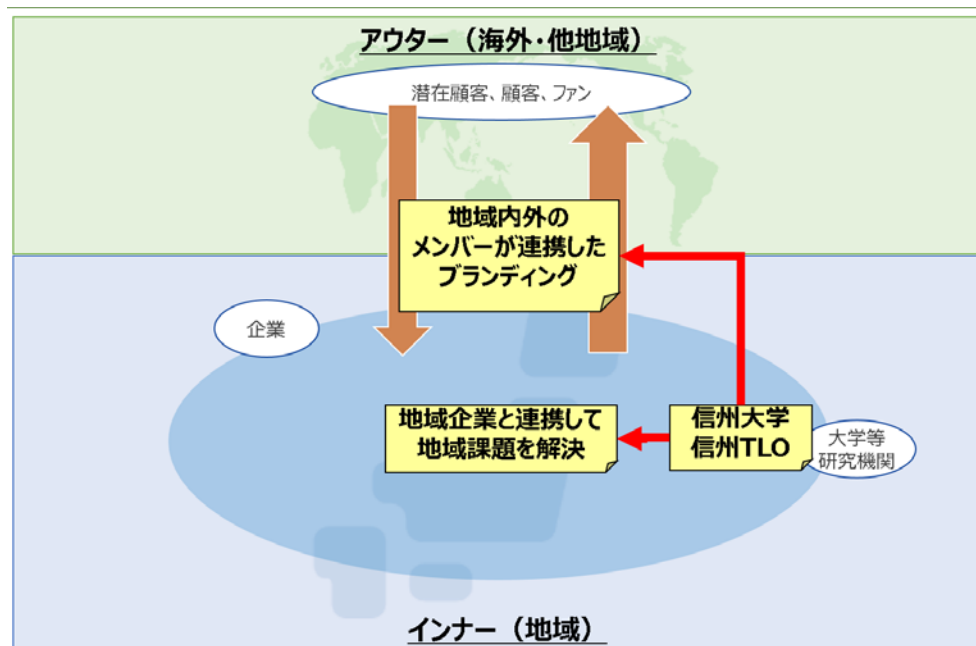 アウター（海外・他地域）
潜在顧客、顧客、ファン
地域内外の
メンバーが連携した
ブランディング
企業
地域企業と連携して
地域課題を解決
信州大学
信州TLO
大学等
研究機関
インナー（地域）